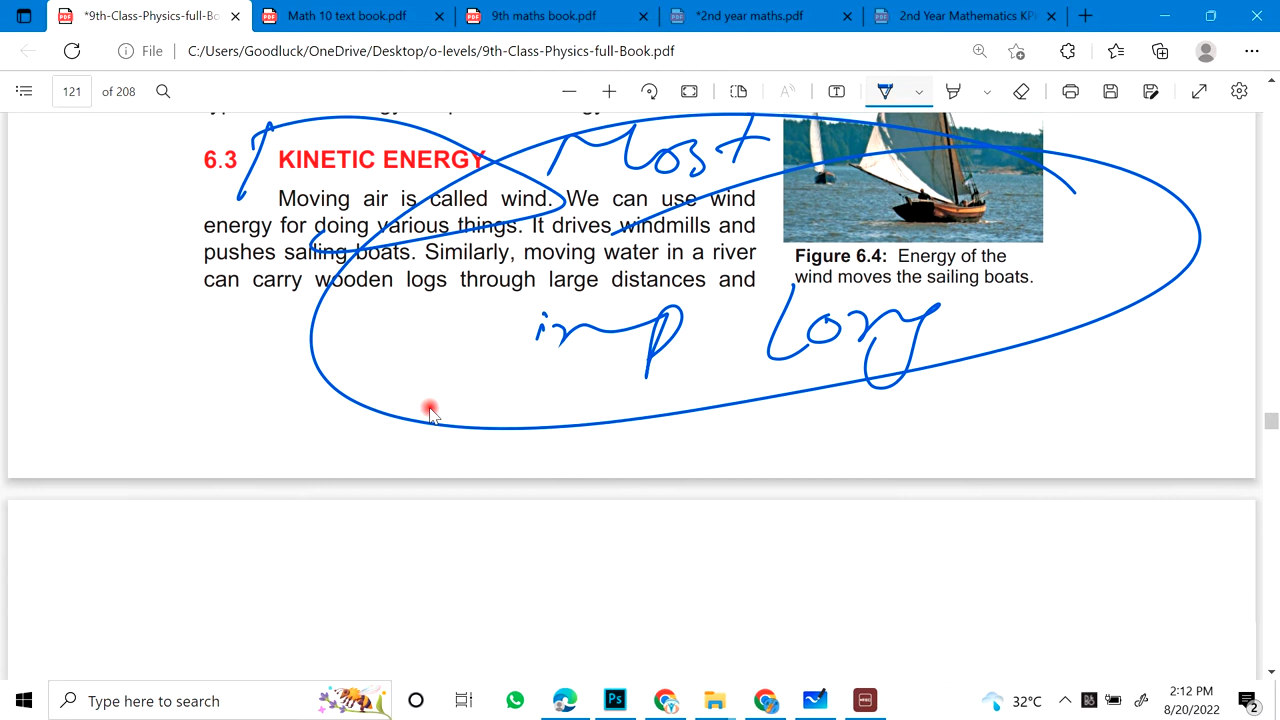 *9th-Class-Physics-full-Bo
Math 10 text book.pdf
9th maths book.pdf
*2nd year maths.pdf
2nd Year Mathematics KP
File
C:/Users/Goodluck/OneDrive/Desktop/o-levels/9th-Class-Physics-full-Book.pdf
121 of 208
Most
6.3 KINETIC ENERGY
Moving air is called wind. We can use wind
energy for doing various things. It drives windmills and
pushes sailing boats. Similarly, moving water in a river
can carry wooden logs through large distances and
Figure 6.4: Energy of the
wind moves the sailing boats.
imp Long
Type here to search
32°C
2:12 PM
8/20/2022
2